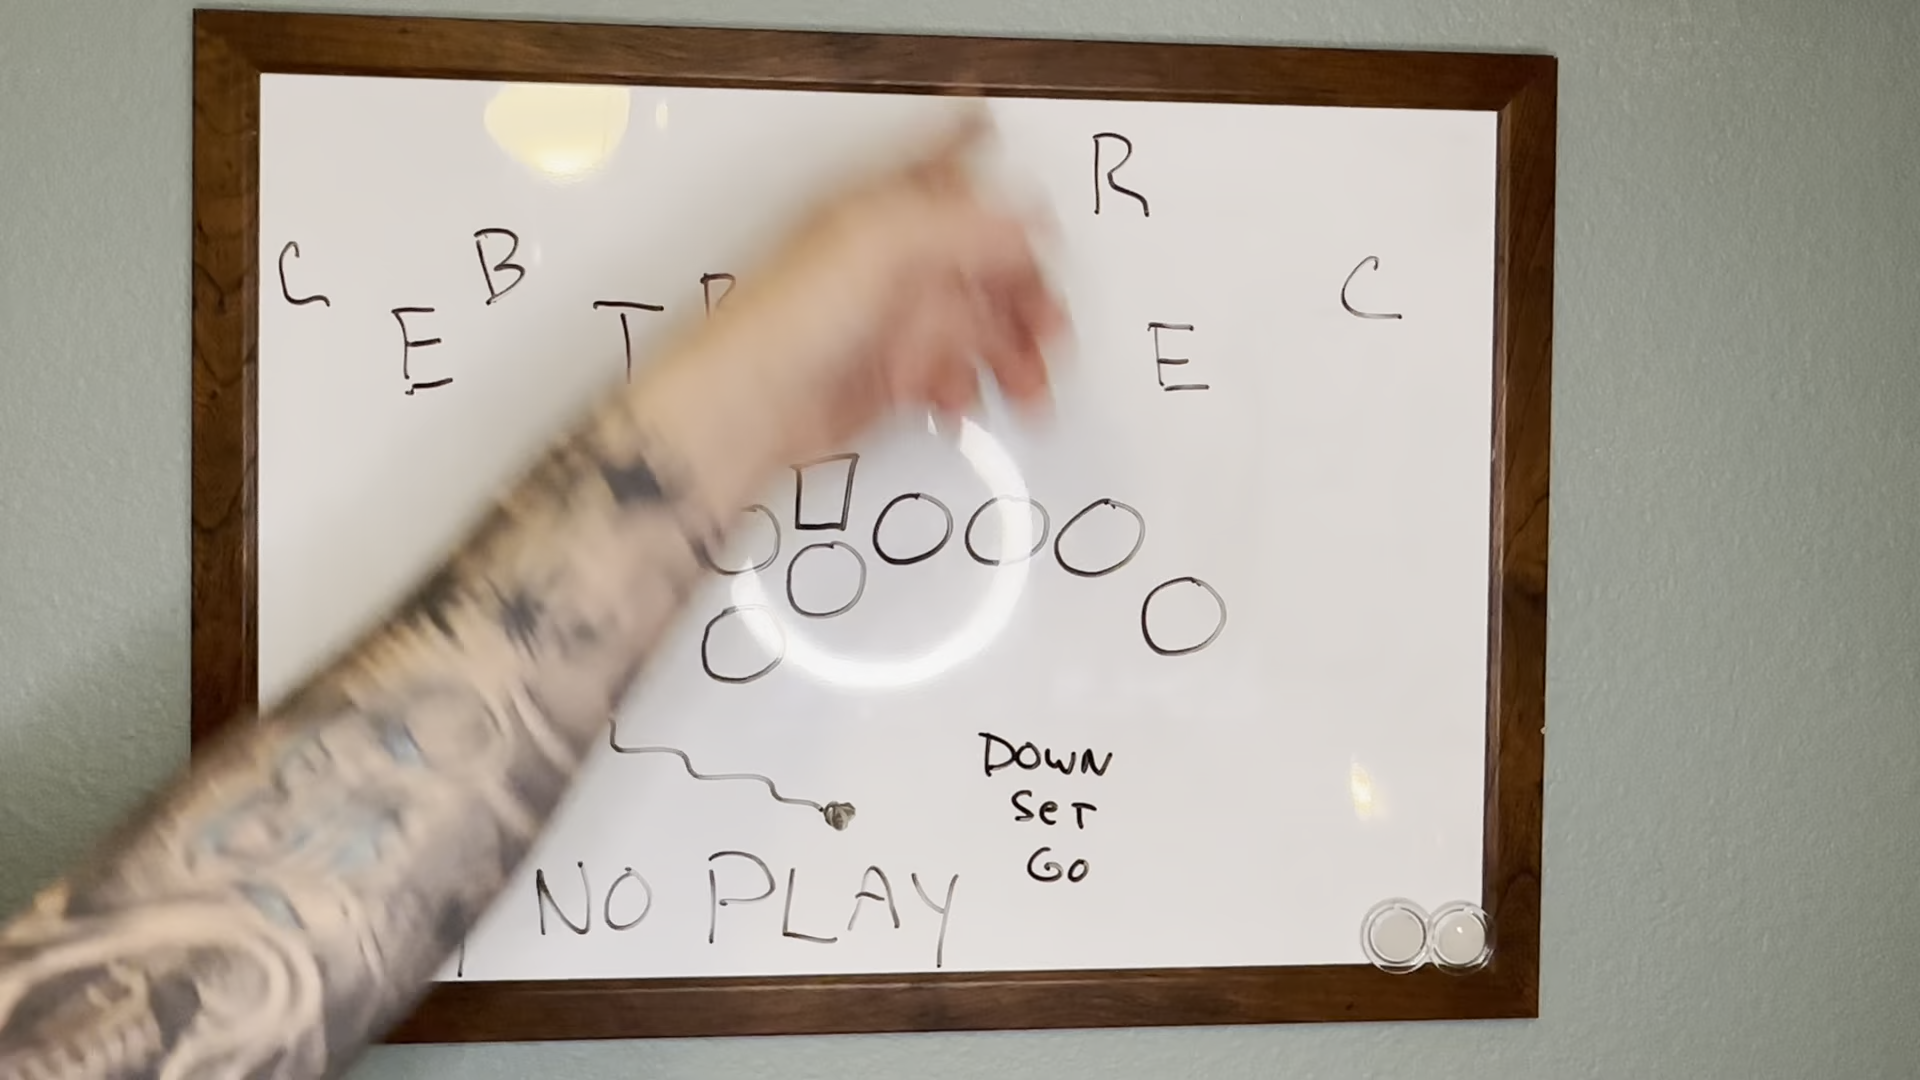 R
C B
E T
C
E
DOWN
SET
GO
NO PLAY